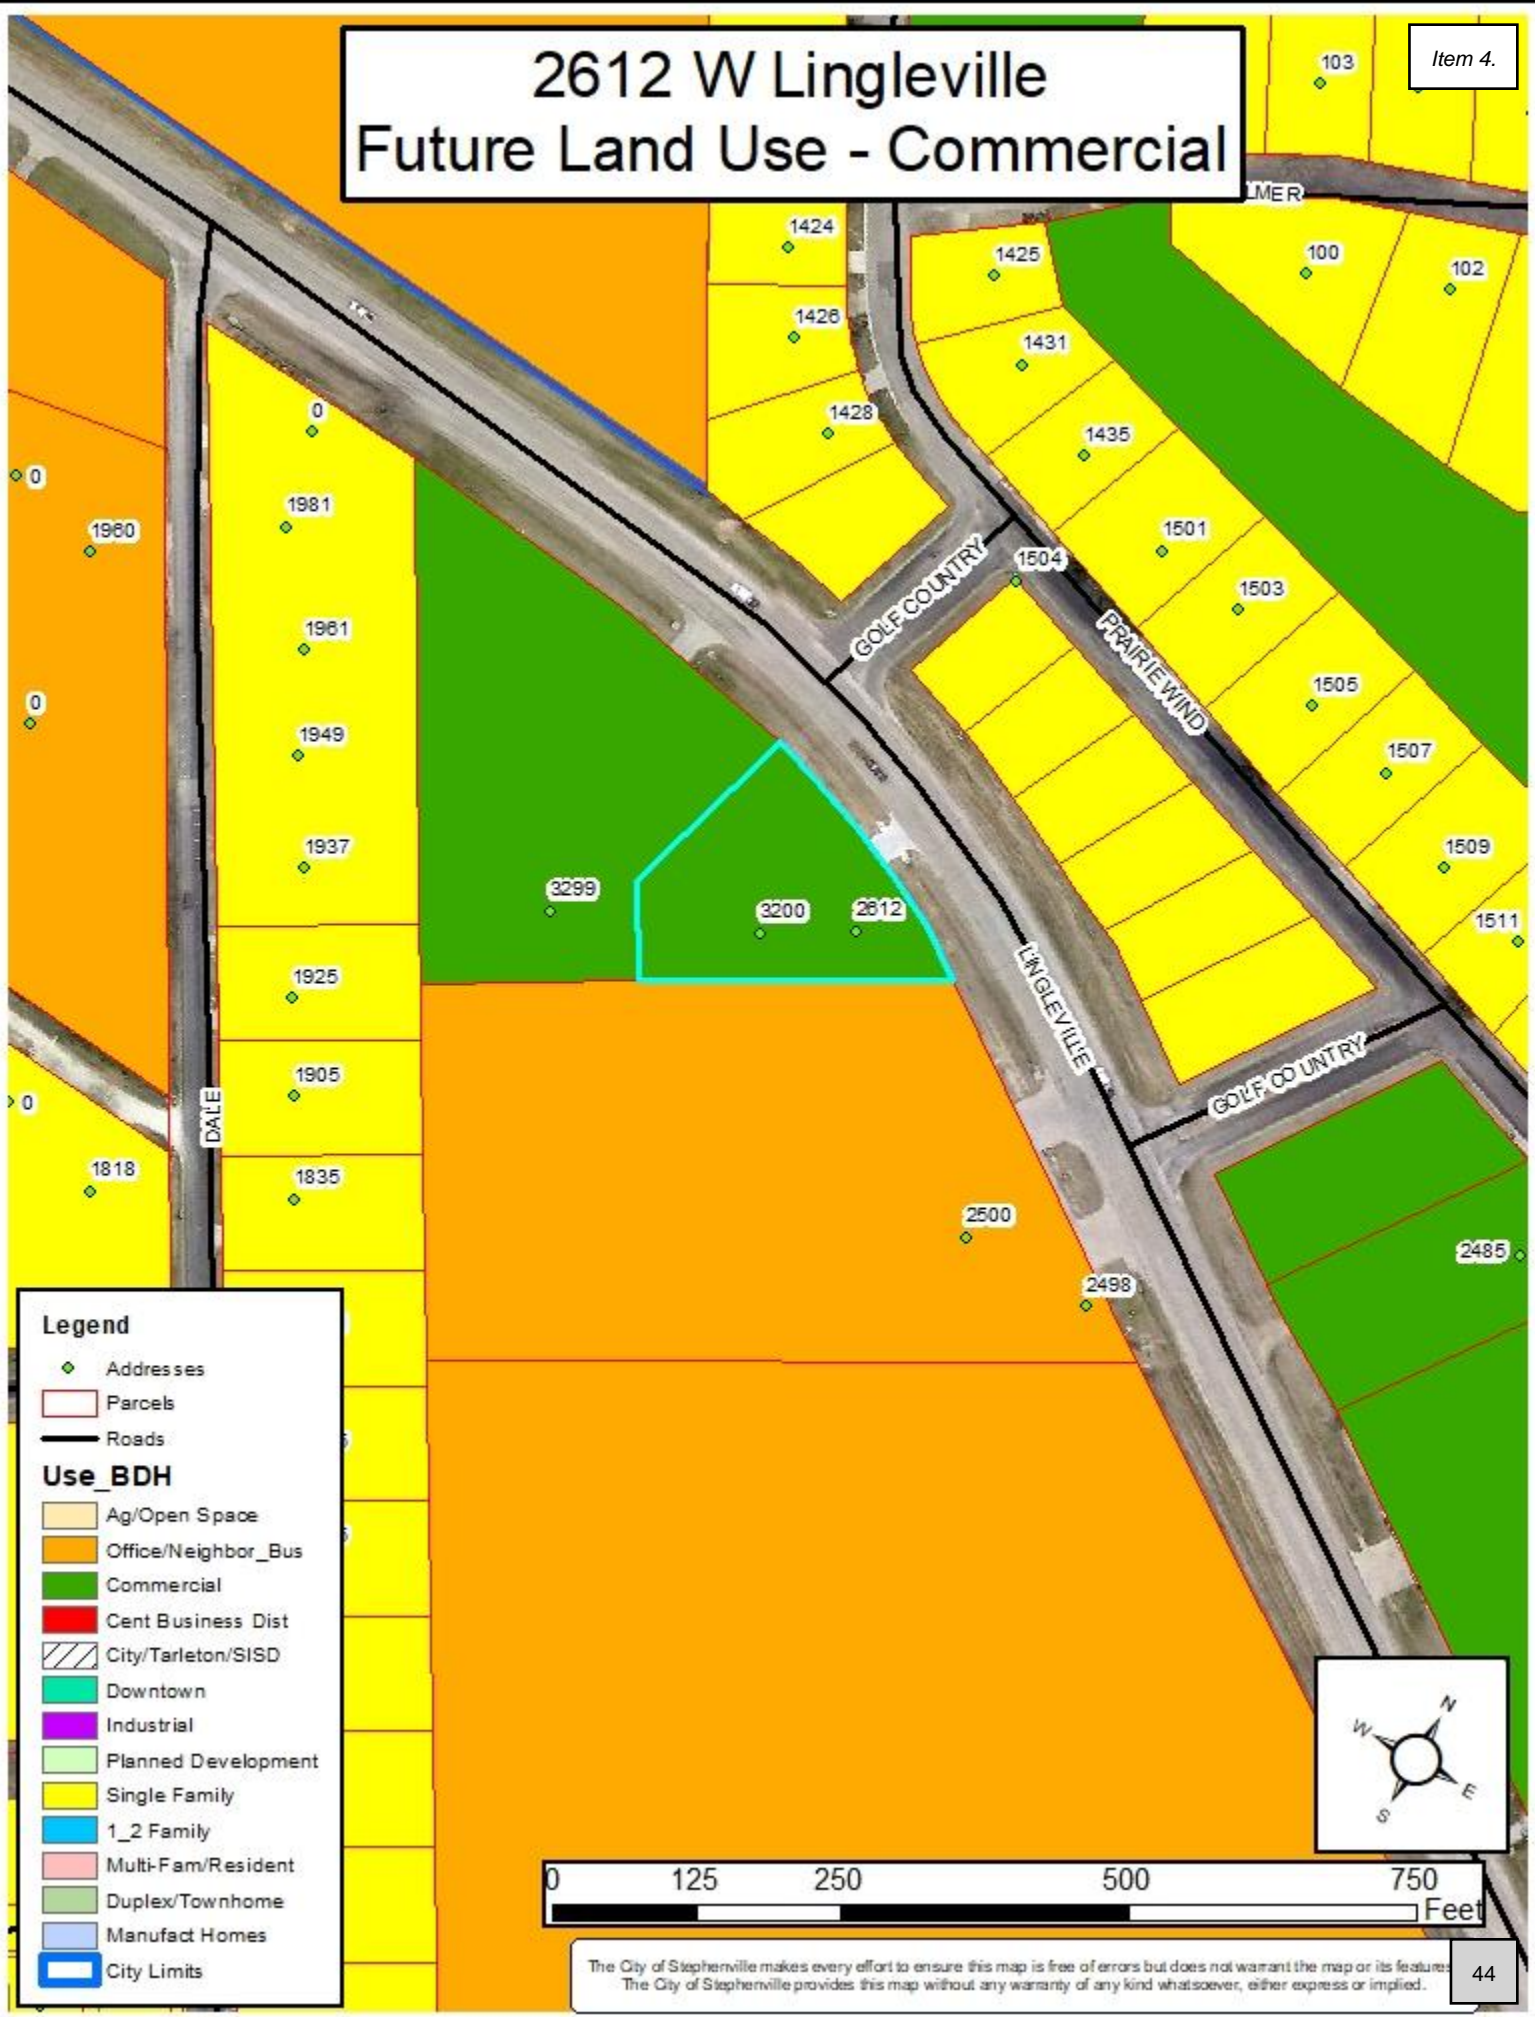 2612 W Lingleville
Future Land Use - Commercial
Item 4.
103
LMER
1424
1425
100
102
1426
1431
1428
1435
0
0
1981
1960
1501
GOLF COUNTRY
1504
1503
PRAIRIE WIND
1961
1505
0
1949
1507
1937
1509
3299
3200
2612
1511
LINGLEVILLE
1925
1905
GOLF COUNTRY
0
DALE
1818
1835
2500
2485
2498
Legend
Addresses
Parcels
Roads
Use_BDH
Ag/Open Space
Office/Neighbor_Bus
Commercial
Cent Business Dist
City/Tarleton/SISD
Downtown
Industrial
Planned Development
Single Family
1_2 Family
Multi-Fam/Resident
Duplex/Townhome
Manufact Homes
City Limits
N
W
E
S
0 125 250 500 750
Feet
The City of Stephenville makes every effort to ensure this map is free of errors but does not warrant the map or its features
The City of Stephenville provides this map without any warranty of any kind whatsoever, either express or implied.
44